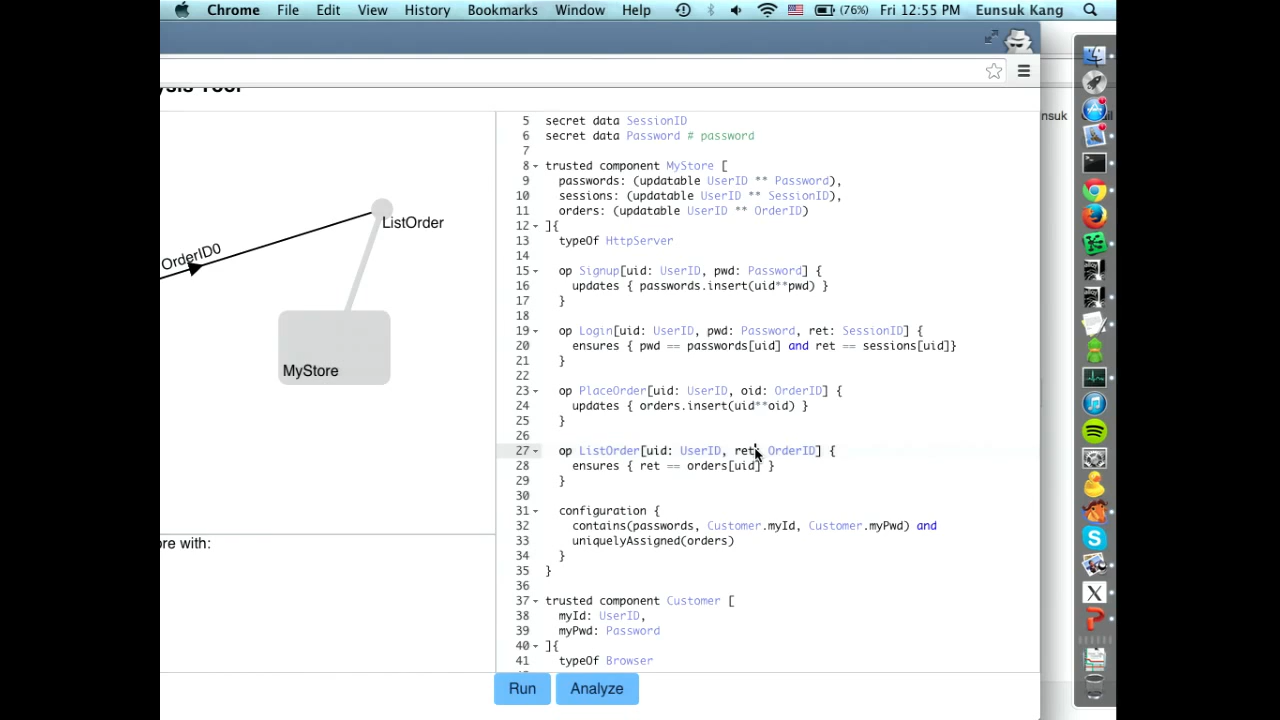 Chrome File Edit View History Bookmarks Window Help (76%) Fri 12:55 PM Eunsuk Kang
ysis Tool
nsuk
OrderID0
ListOrder
MyStore
ore with:
5 secret data SessionID
6 secret data Password # password
7
8 trusted component MyStore [
9 passwords: (updatable UserID ** Password),
10 sessions: (updatable UserID ** SessionID),
11 orders: (updatable UserID ** OrderID)
12 ]{
13 typeOf HttpServer
14
15 op Signup[uid: UserID, pwd: Password] {
16 updates { passwords.insert(uid**pwd) }
17 }
18
19 op Login[uid: UserID, pwd: Password, ret: SessionID] {
20 ensures { pwd == passwords[uid] and ret == sessions[uid]}
21 }
22
23 op PlaceOrder[uid: UserID, oid: OrderID] {
24 updates { orders.insert(uid**oid) }
25 }
26
27 op ListOrder[uid: UserID, ret: OrderID] {
28 ensures { ret == orders[uid] }
29 }
30
31 configuration {
32 contains(passwords, Customer.myId, Customer.myPwd) and
33 uniquelyAssigned(orders)
34 }
35 }
36
37 trusted component Customer [
38 myId: UserID,
39 myPwd: Password
40 ]{
41 typeOf Browser
Run Analyze